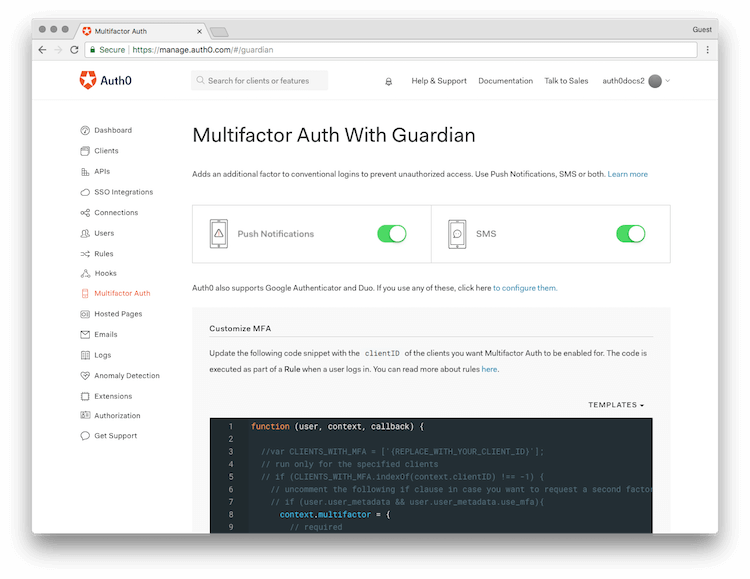 Multifactor Auth
Guest
Secure | https://manage.auth0.com/#/guardian
Auth0
Search for clients or features
Help & Support
Documentation
Talk to Sales
auth0docs2
Dashboard
Clients
APIs
SSO Integrations
Connections
Users
Rules
Hooks
Multifactor Auth
Hosted Pages
Emails
Logs
Anomaly Detection
Extensions
Authorization
Get Support
Multifactor Auth With Guardian
Adds an additional factor to conventional logins to prevent unauthorized access. Use Push Notifications, SMS or both. Learn more
Push Notifications
SMS
Auth0 also supports Google Authenticator and Duo. If you use any of these, click here to configure them.
Customize MFA
Update the following code snippet with the clientID of the clients you want Multifactor Auth to be enabled for. The code is
executed as part of a Rule when a user logs in. You can read more about rules here.
TEMPLATES
1 function (user, context, callback) {
2
3 //var CLIENTS_WITH_MFA = ['{REPLACE_WITH_YOUR_CLIENT_ID}'];
4 // run only for the specified clients
5 // if (CLIENTS_WITH_MFA.indexOf(context.clientID) !== -1) {
6 // uncomment the following if clause in case you want to request a second factor
7 // if (user.user_metadata && user.user_metadata.use_mfa){
8 context.multifactor = {
9 // required